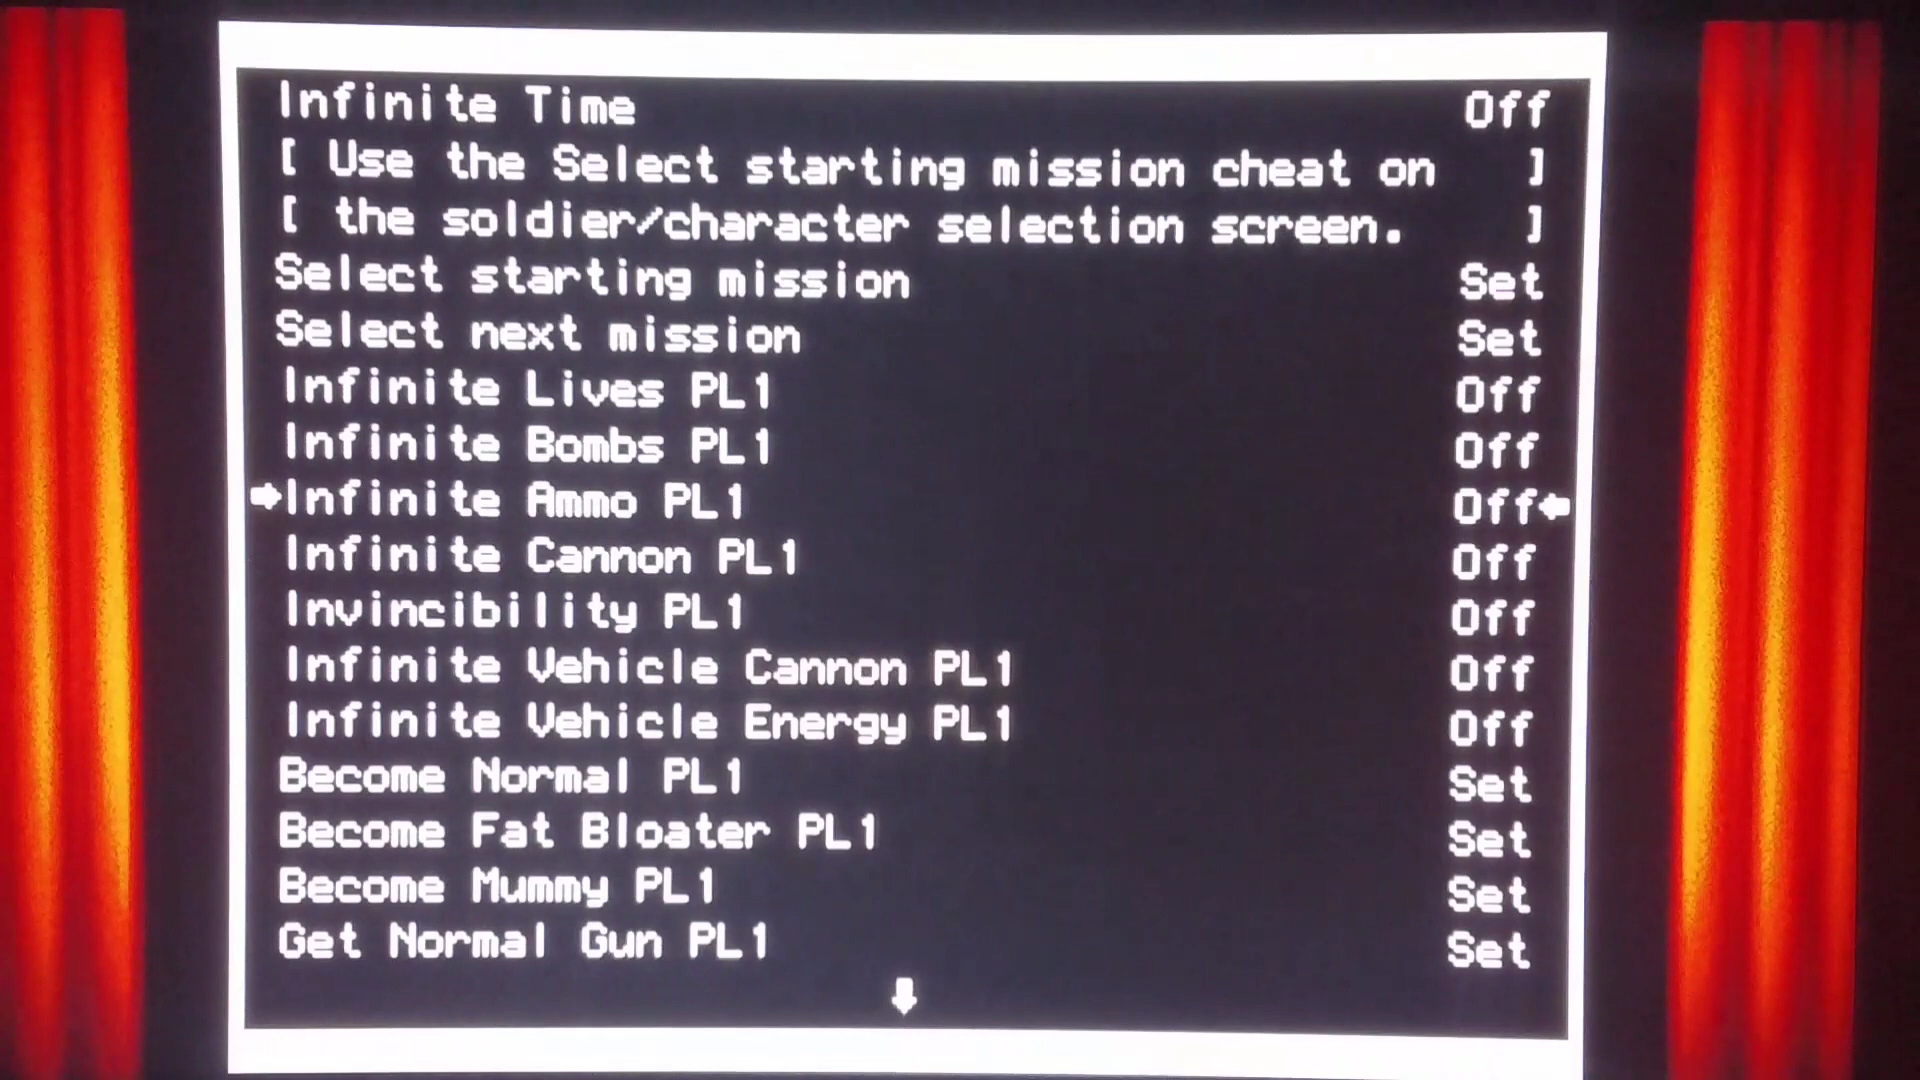 Infinite Time Off
[ Use the Select starting mission cheat on ]
[ the soldier/character selection screen. ]
Select starting mission Set
Select next mission Set
Infinite Lives PL1 Off
Infinite Bombs PL1 Off
Infinite Ammo PL1 Off
Infinite Cannon PL1 Off
Invincibility PL1 Off
Infinite Vehicle Cannon PL1 Off
Infinite Vehicle Energy PL1 Off
Become Normal PL1 Set
Become Fat Bloater PL1 Set
Become Mummy PL1 Set
Get Normal Gun PL1 Set